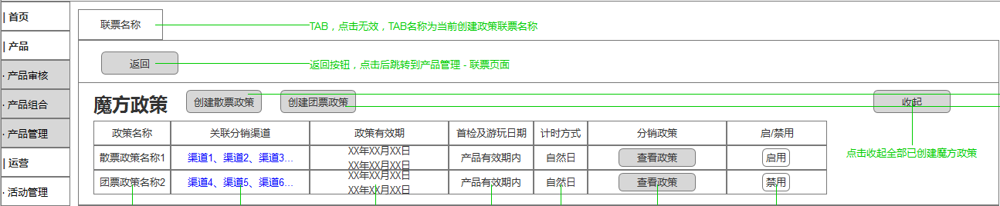 | 首页
| 产品
· 产品审核
· 产品组合
· 产品管理
| 运营
· 活动管理
联票名称
TAB，点击无效，TAB名称为当前创建政策联票名称
返回
返回按钮，点击后跳转到产品管理 - 联票页面
魔方政策 创建散票政策 创建团票政策 收起
政策名称 关联分销渠道 政策有效期 首检及游玩日期 计时方式 分销政策 启/禁用
散票政策名称1 渠道1、渠道2、渠道3... XX年XX月XX日 产品有效期内 自然日 查看政策 启用
XX年XX月XX日
团票政策名称2 渠道4、渠道5、渠道6... XX年XX月XX日 产品有效期内 自然日 查看政策 禁用
XX年XX月XX日
点击收起全部已创建魔方政策